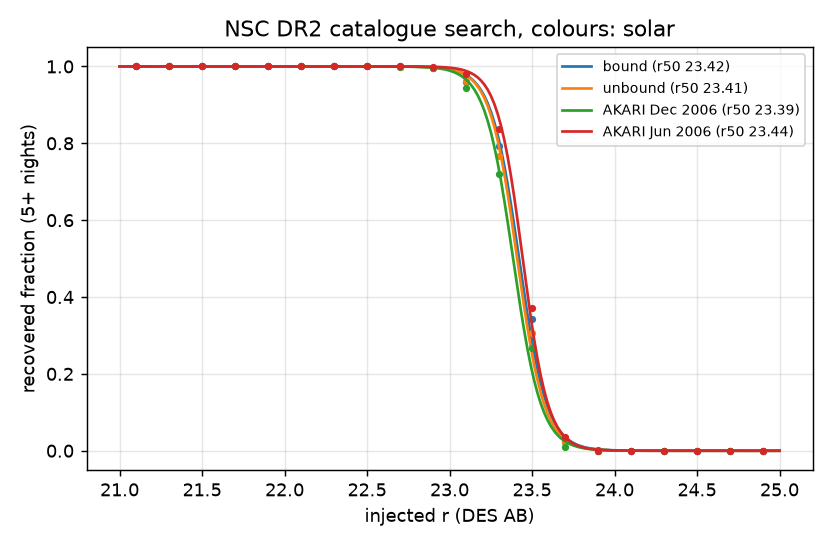 NSC DR2 catalogue search, colours: solar
bound (r50 23.42)
unbound (r50 23.41)
AKARI Dec 2006 (r50 23.39)
AKARI Jun 2006 (r50 23.44)
recovered fraction (5+ nights)
1.0
0.8
0.6
0.4
0.2
0.0
21.0 21.5 22.0 22.5 23.0 23.5 24.0 24.5 25.0
injected r (DES AB)